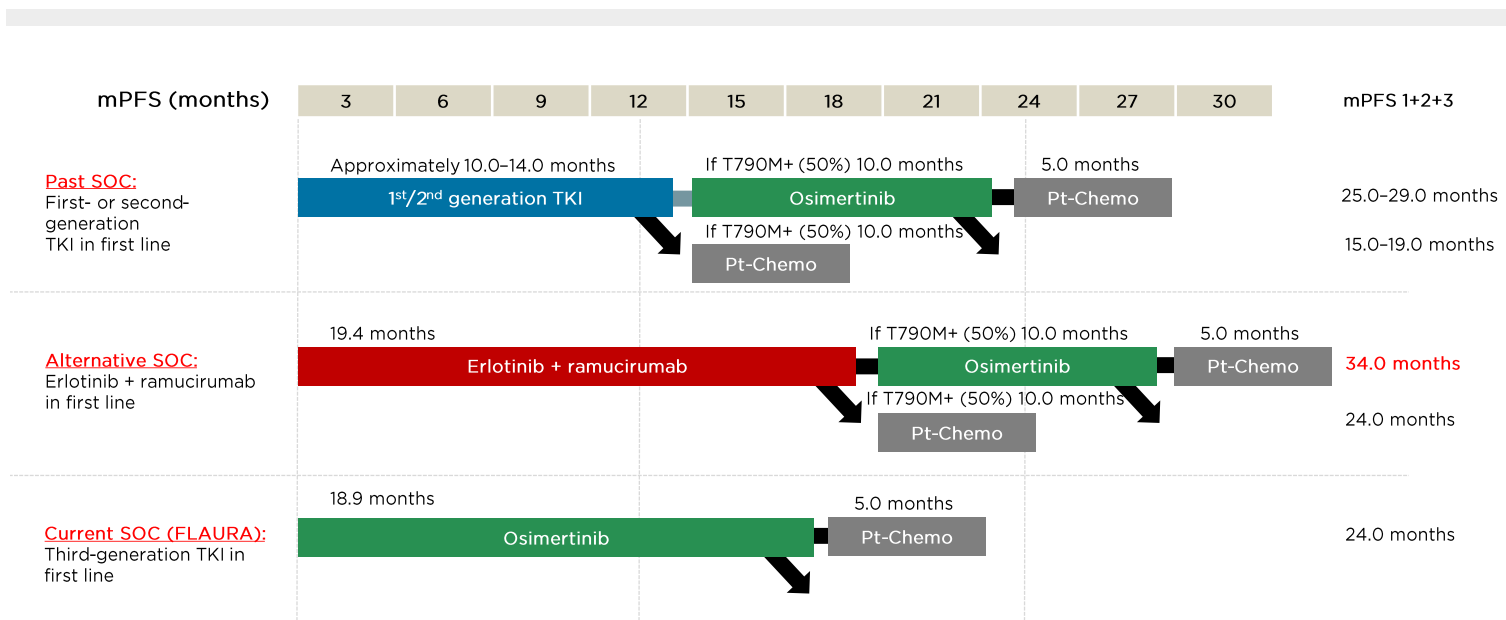 mPFS (months) 3 6 9 12 15 18 21 24 27 30 mPFS 1+2+3
Past SOC:
First- or second-
generation
TKI in first line
Approximately 10.0–14.0 months
If T790M+ (50%) 10.0 months
5.0 months
1st/2nd generation TKI
Osimertinib
Pt-Chemo
25.0–29.0 months
If T790M+ (50%) 10.0 months
Pt-Chemo
15.0–19.0 months
Alternative SOC:
Erlotinib + ramucirumab
in first line
19.4 months
If T790M+ (50%) 10.0 months
5.0 months
Erlotinib + ramucirumab
Osimertinib
Pt-Chemo
34.0 months
If T790M+ (50%) 10.0 months
Pt-Chemo
24.0 months
Current SOC (FLAURA):
Third-generation TKI in
first line
18.9 months
5.0 months
Osimertinib
Pt-Chemo
24.0 months